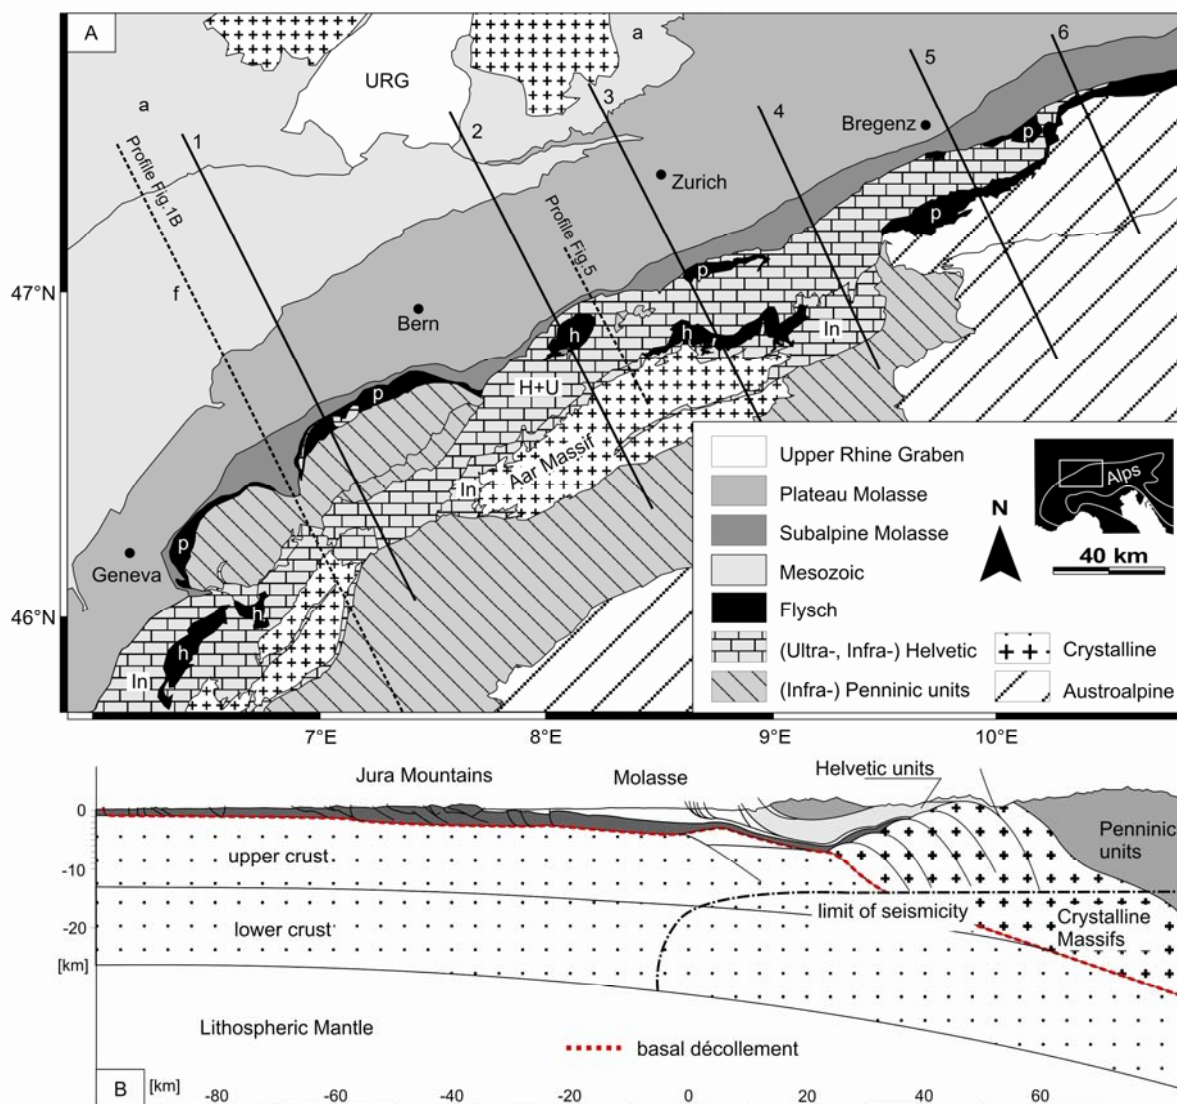 A
a
URG
a
3
5
6
1
2
4
Bregenz
p
Zurich
Profile Fig.1B
Profile Fig.5
p
p
47°N
f
Bern
h
h
In
p
H+U
Aar Massif
In
p
Geneva
46°N
h
h
In
Upper Rhine Graben
Plateau Molasse
Subalpine Molasse
Mesozoic
Flysch
(Ultra-, Infra-) Helvetic
(Infra-) Penninic units
N
Alps
40 km
Crystalline
Austroalpine
7°E
8°E
9°E
10°E
Jura Mountains
Molasse
Helvetic units
0
upper crust
Penninic
units
-10
limit of seismicity
lower crust
-20
Crystalline
Massifs
[km]
Lithospheric Mantle
basal décollement
B
[km]
-80
-60
-40
-20
0
20
40
60